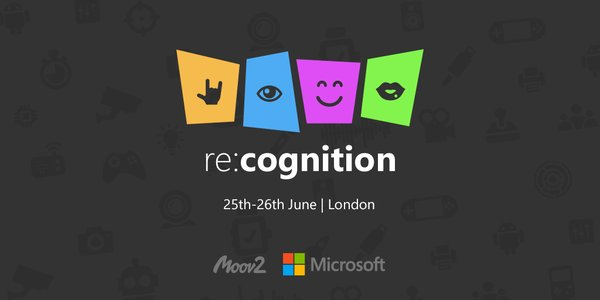 re:cognition
25th-26th June | London
Moov2 Microsoft